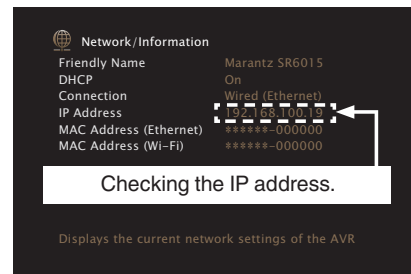 Network/Information
Friendly Name Marantz SR6015
DHCP On
Connection Wired (Ethernet)
IP Address 192.168.100.19
MAC Address (Ethernet) ******-000000
MAC Address (Wi-Fi) ******-000000
Checking the IP address.
Displays the current network settings of the AVR